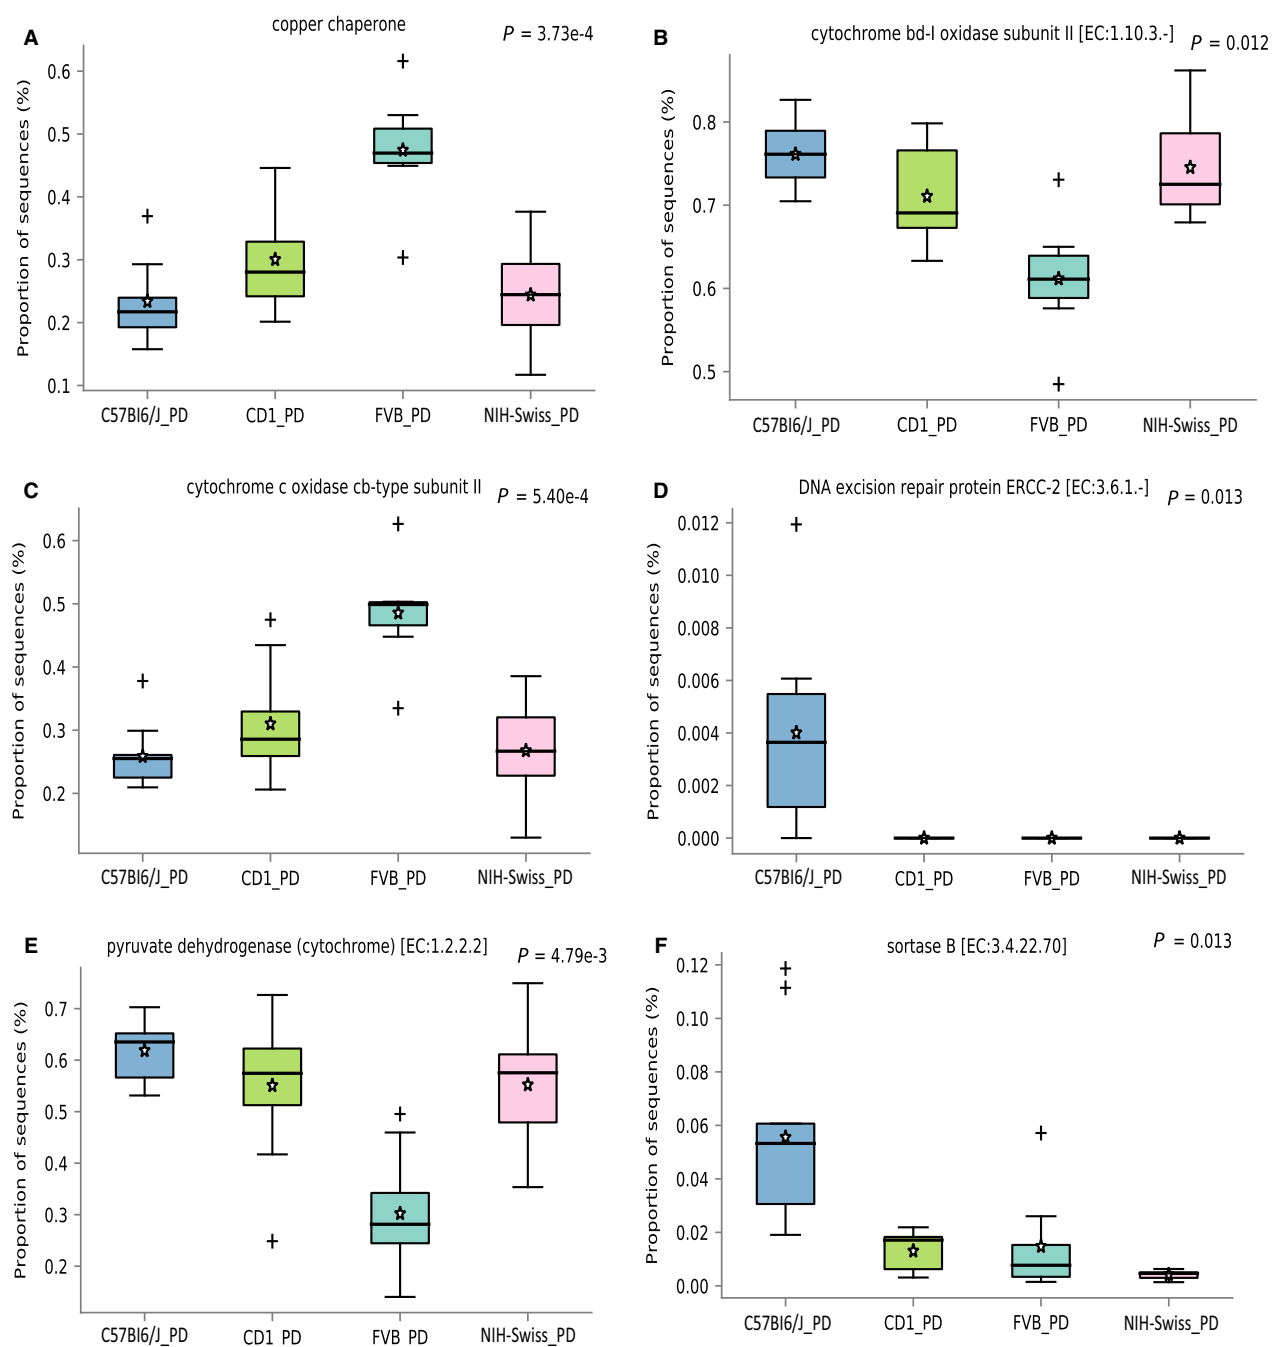 A
copper chaperone
P = 3.73e-4
Proportion of sequences (%)
0.6
0.5
0.4
0.3
0.2
0.1
C57Bl6/J_PD
CD1_PD
FVB_PD
NIH-Swiss_PD
B
cytochrome bd-I oxidase subunit II [EC:1.10.3.-]
P = 0.012
Proportion of sequences (%)
0.8
0.7
0.6
0.5
C57Bl6/J_PD
CD1_PD
FVB_PD
NIH-Swiss_PD
C
cytochrome c oxidase cb-type subunit II
P = 5.40e-4
Proportion of sequences (%)
0.6
0.5
0.4
0.3
0.2
C57Bl6/J_PD
CD1_PD
FVB_PD
NIH-Swiss_PD
D
DNA excision repair protein ERCC-2 [EC:3.6.1.-]
P = 0.013
Proportion of sequences (%)
0.012
0.010
0.008
0.006
0.004
0.002
0.000
C57Bl6/J_PD
CD1_PD
FVB_PD
NIH-Swiss_PD
E
pyruvate dehydrogenase (cytochrome) [EC:1.2.2.2]
P = 4.79e-3
Proportion of sequences (%)
0.7
0.6
0.5
0.4
0.3
0.2
C57Bl6/J_PD
CD1 PD
FVB PD
NIH-Swiss_PD
F
sortase B [EC:3.4.22.70]
P = 0.013
Proportion of sequences (%)
0.12
0.10
0.08
0.06
0.04
0.02
0.00
C57Bl6/J_PD
CD1_PD
FVB_PD
NIH-Swiss_PD